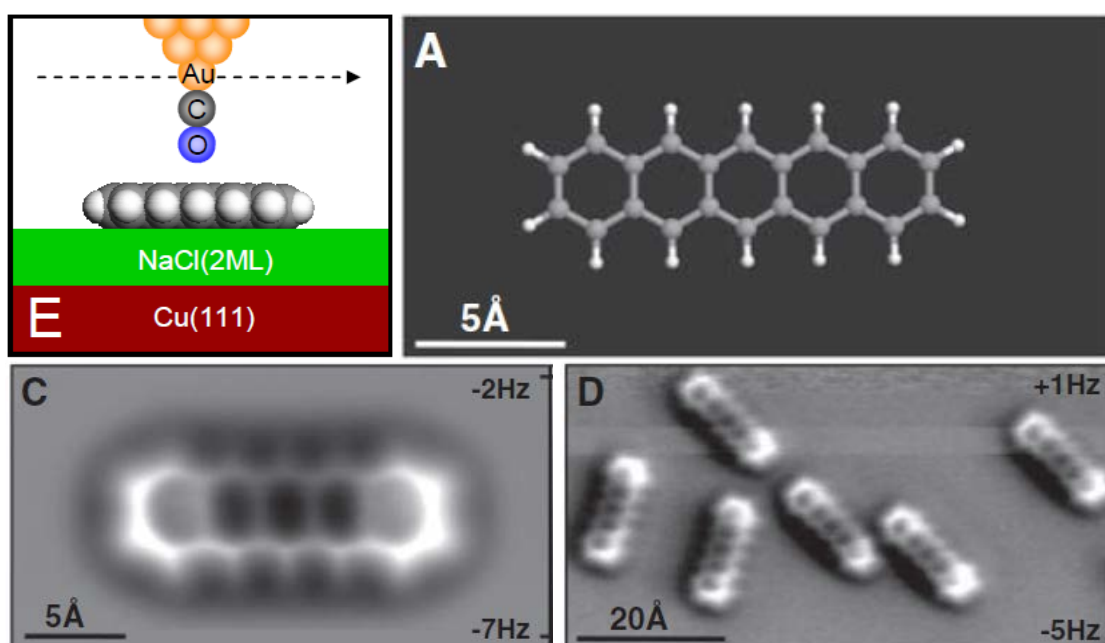 Au
C
O
NaCl(2ML)
Cu(111)
E
A
5Å
C
-2Hz
5Å
-7Hz
D
+1Hz
20Å
-5Hz